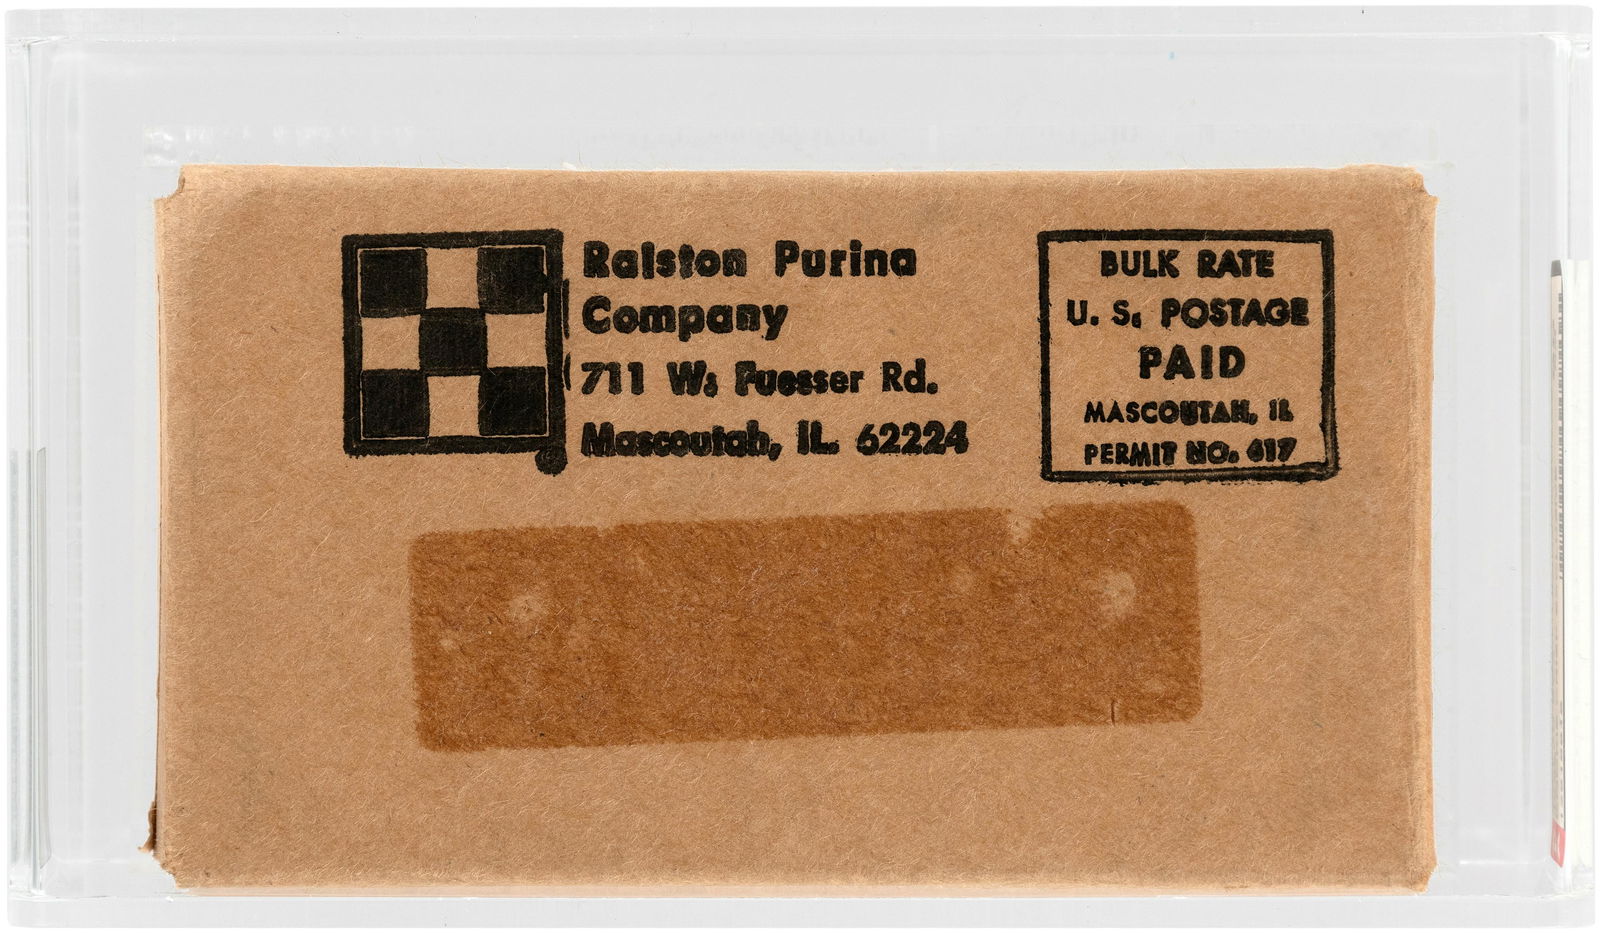 Ralston Purina
Company
711 W. Fuesser Rd.
Mascoutah, IL. 62224
BULK RATE
U. S. POSTAGE
PAID
MASCOUTAH, IL
PERMIT NO. 617